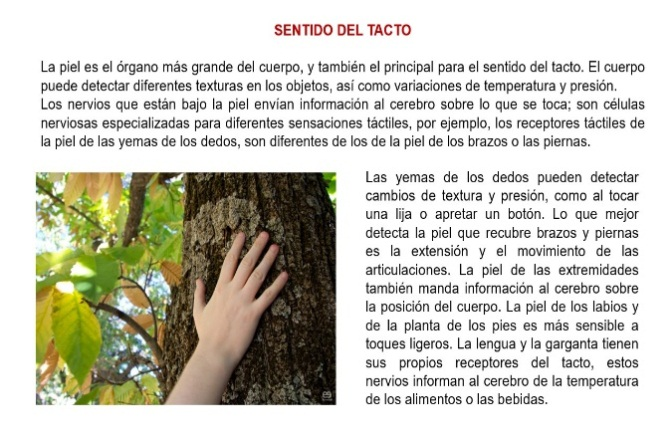 SENTIDO DEL TACTO
La piel es el órgano más grande del cuerpo, y también el principal para el sentido del tacto. El cuerpo
puede detectar diferentes texturas en los objetos, así como variaciones de temperatura y presión.
Los nervios que están bajo la piel envían información al cerebro sobre lo que se toca; son células
nerviosas especializadas para diferentes sensaciones táctiles, por ejemplo, los receptores táctiles de
la piel de las yemas de los dedos, son diferentes de los de la piel de los brazos o las piernas.
Las yemas de los dedos pueden detectar
cambios de textura y presión, como al tocar
una lija o apretar un botón. Lo que mejor
detecta la piel que recubre brazos y piernas
es la extensión y el movimiento de las
articulaciones. La piel de las extremidades
también manda información al cerebro sobre
la posición del cuerpo. La piel de los labios y
de la planta de los pies es más sensible a
toques ligeros. La lengua y la garganta tienen
sus propios receptores del tacto, estos
nervios informan al cerebro de la temperatura
de los alimentos o las bebidas.